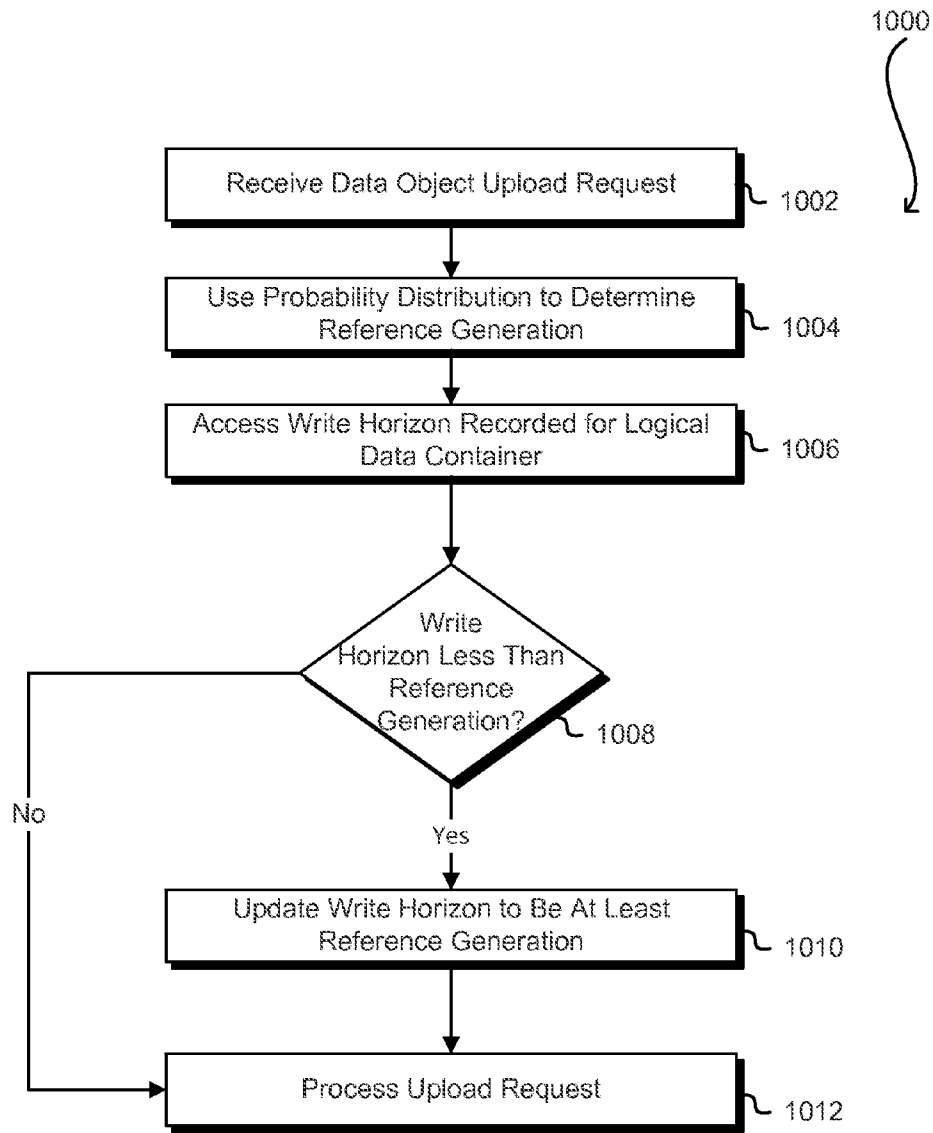 1000
Receive Data Object Upload Request
1002
Use Probability Distribution to Determine
Reference Generation
1004
Access Write Horizon Recorded for Logical
Data Container
1006
Write
Horizon Less Than
Reference
Generation?
1008
No
Yes
Update Write Horizon to Be At Least
Reference Generation
1010
Process Upload Request
1012